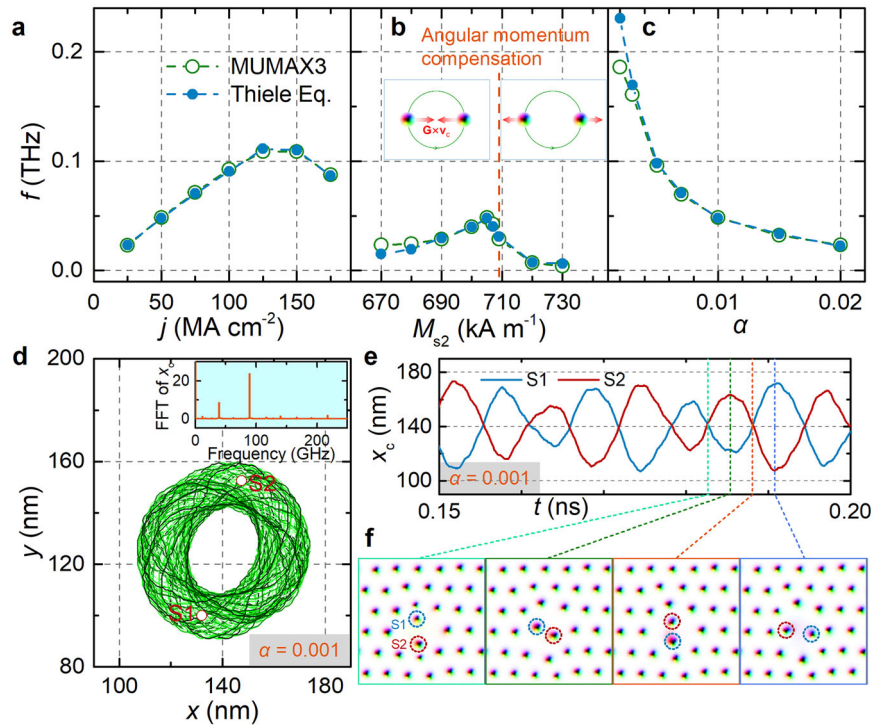 a
b
c
Angular momentum
compensation
MUMAX3
Thiele Eq.
G×v_c
f (THz)
0.2
0.1
0.0
0 50 100 150
670 690 710 730
0.01 0.02
j (MA cm⁻²)
M_s2 (kA m⁻¹)
α
d
200
160
120
80
y (nm)
FFT of x_c
30
0
0 100 200
Frequency (GHz)
S2
S1
α = 0.001
100 140 180
x (nm)
e
S1
S2
180
140
100
x_c (nm)
α = 0.001
0.15
t (ns)
0.20
f
S1
S2